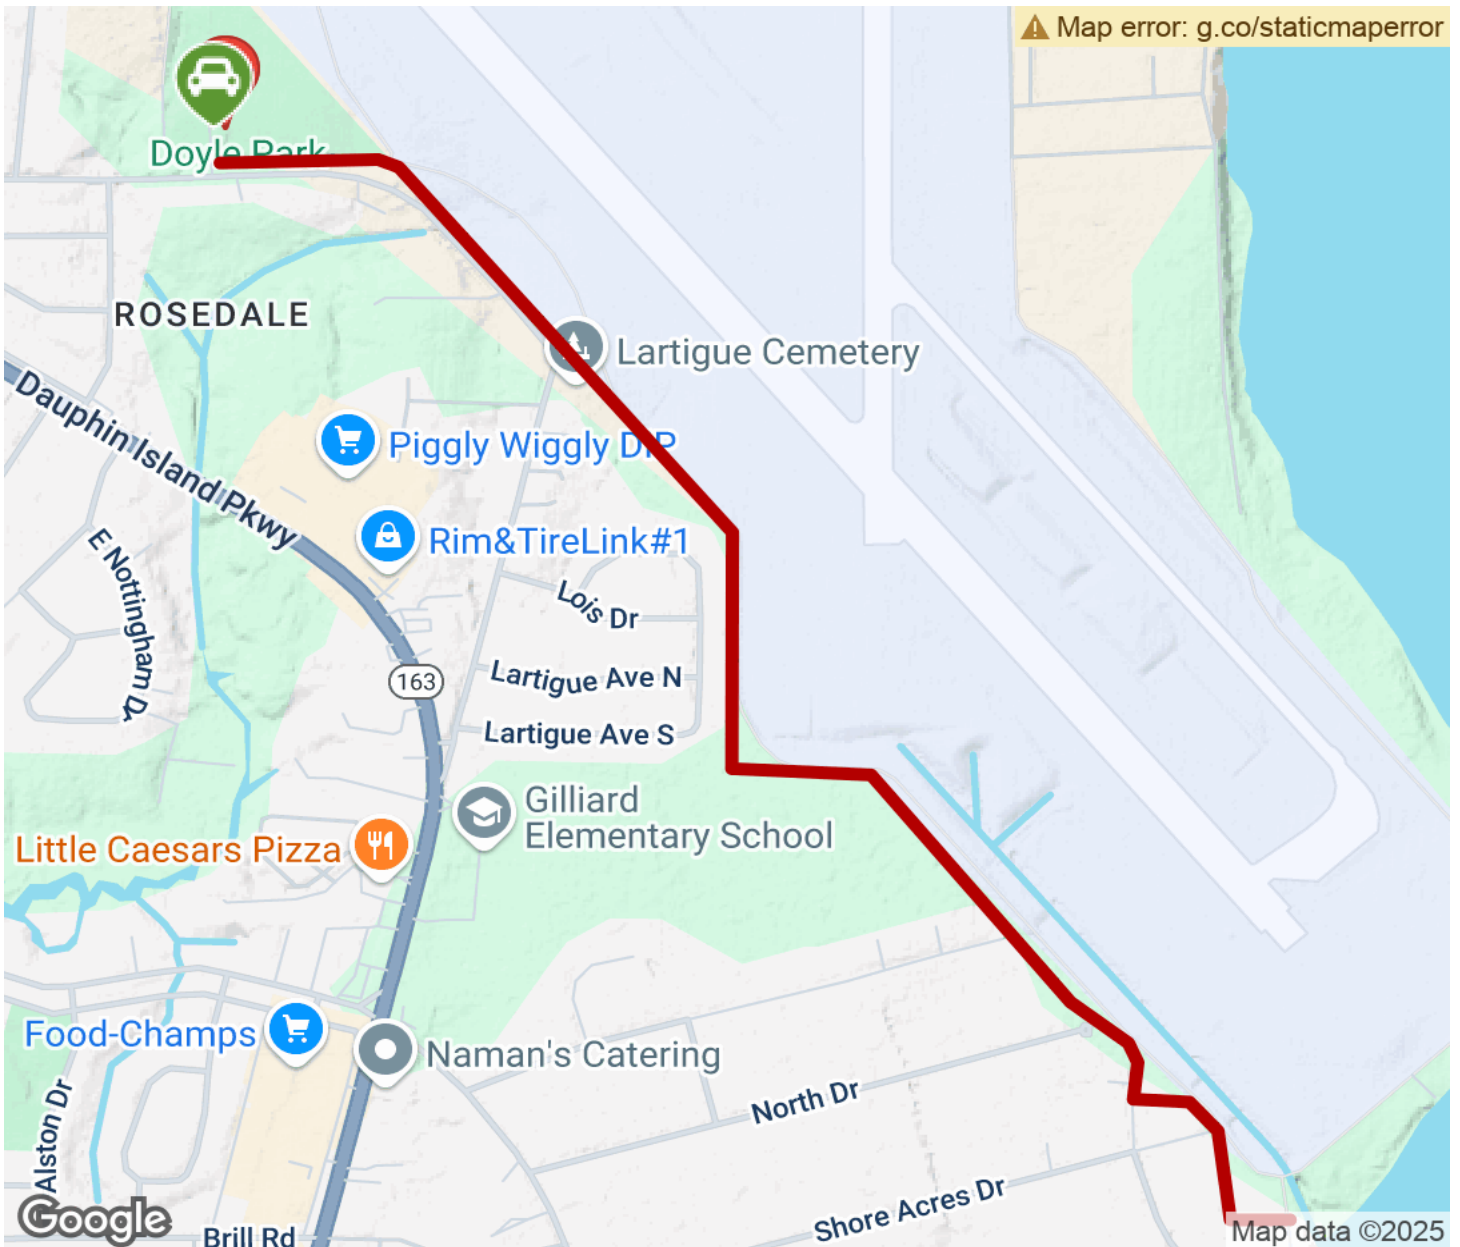 Map error: g.co/staticmaperror
Doyle Park
ROSEDALE
Lartigue Cemetery
Dauphin Island Pkwy
Piggly Wiggly DIP
Rim&TireLink#1
E Nottingham Dr
Lois Dr
163
Lartigue Ave N
Lartigue Ave S
Gilliard
Elementary School
Little Caesars Pizza
Food-Champs
Naman's Catering
North Dr
Alston Dr
Shore Acres Dr
Google
Brill Rd
Map data ©2025